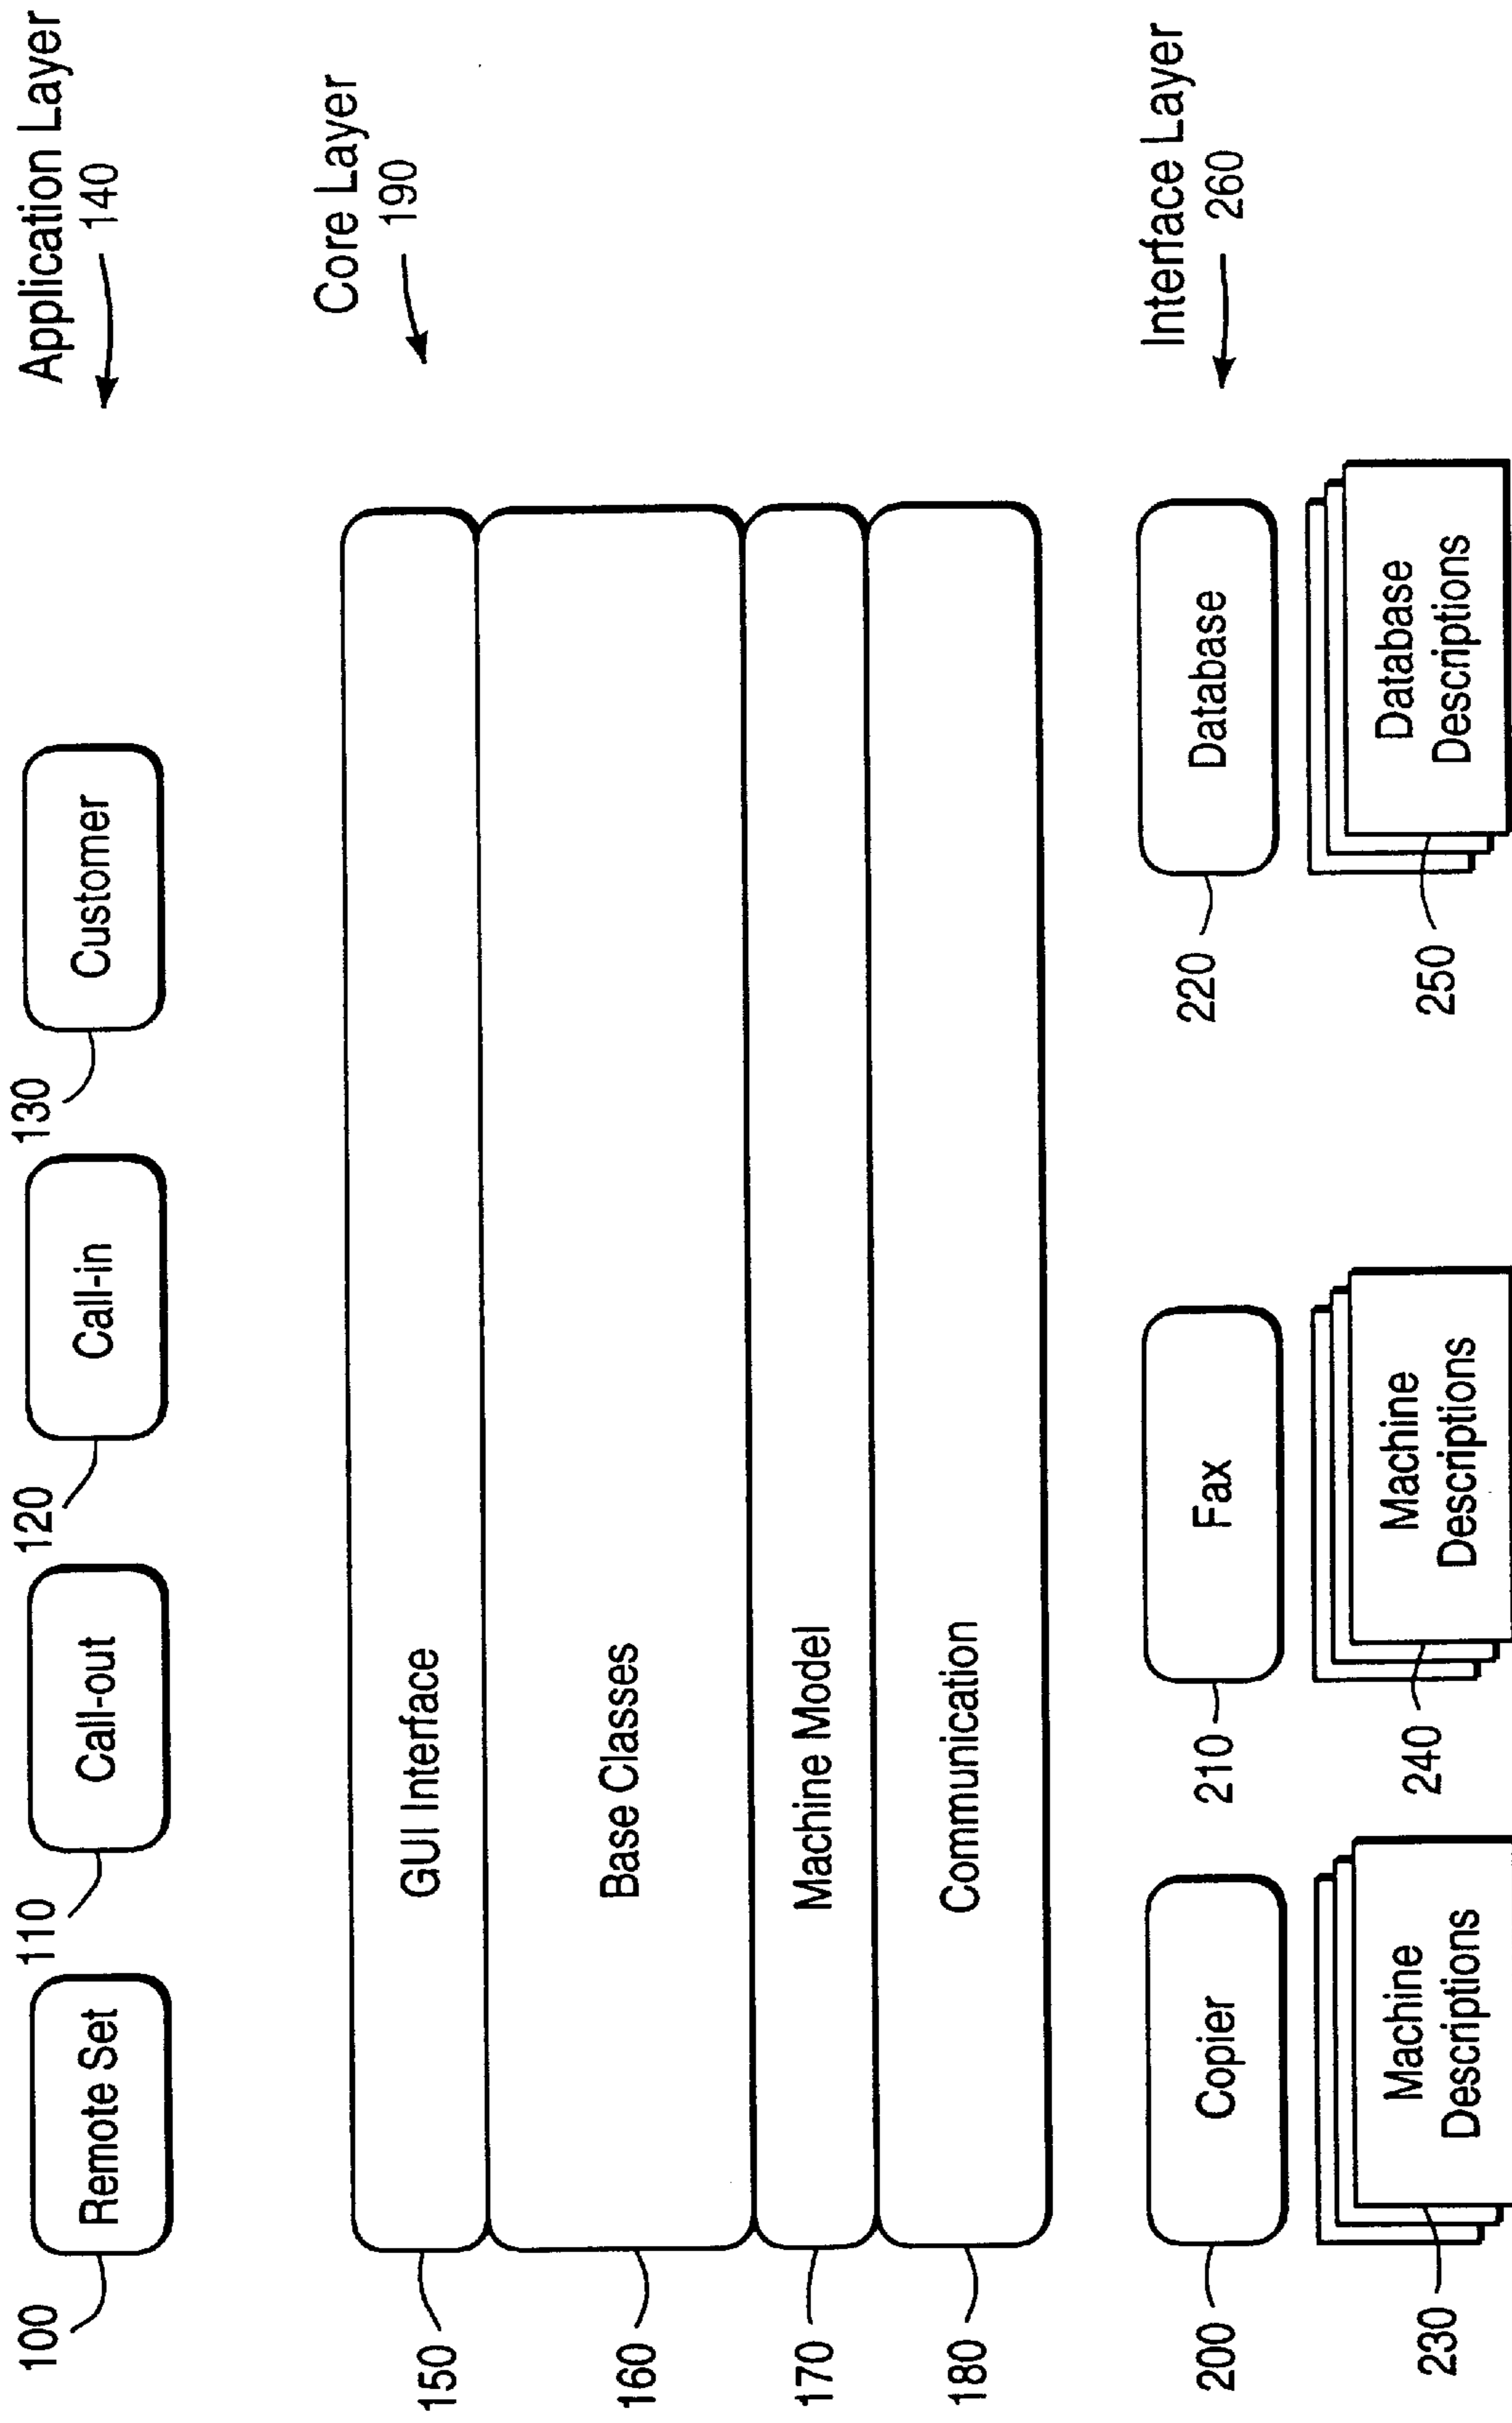 Application Layer
140
100
Remote Set
110
Call-out
120
Call-in
130
Customer
Core Layer
190
150
GUI Interface
160
Base Classes
170
Machine Model
180
Communication
Interface Layer
260
200
Copier
210
Fax
220
Database
230
Machine
Descriptions
240
Machine
Descriptions
250
Database
Descriptions